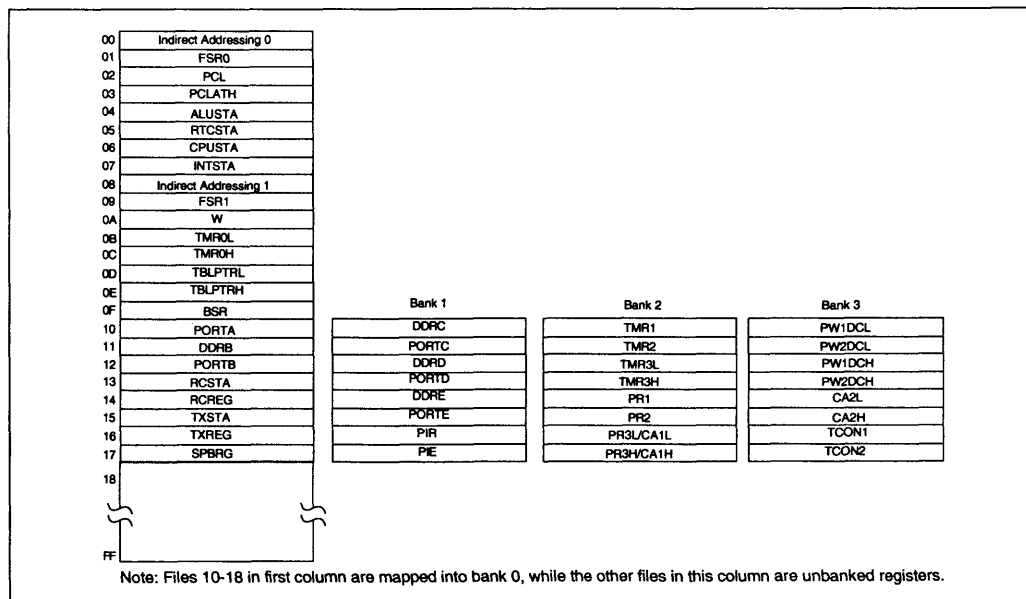 00 Indirect Addressing 0
01 FSR0
02 PCL
03 PCLATH
04 ALUSTA
05 RTCSTA
06 CPUSTA
07 INTSTA
08 Indirect Addressing 1
09 FSR1
0A W
0B TMR0L
0C TMR0H
0D TBLPTRL
0E TBLPTRH
0F BSR Bank 1 Bank 2 Bank 3
10 PORTA DDRC TMR1 PW1DCL
11 DDRB PORTC TMR2 PW2DCL
12 PORTB DDRD TMR3L PW1DCH
13 RCSTA PORTD TMR3H PW2DCH
14 RCREG DDRE PR1 CA2L
15 TXSTA PORTE PR2 CA2H
16 TXREG PIR PR3L/CA1L TCON1
17 SPBRG PIE PR3H/CA1H TCON2
18
FF
Note: Files 10-18 in first column are mapped into bank 0, while the other files in this column are unbanked registers.